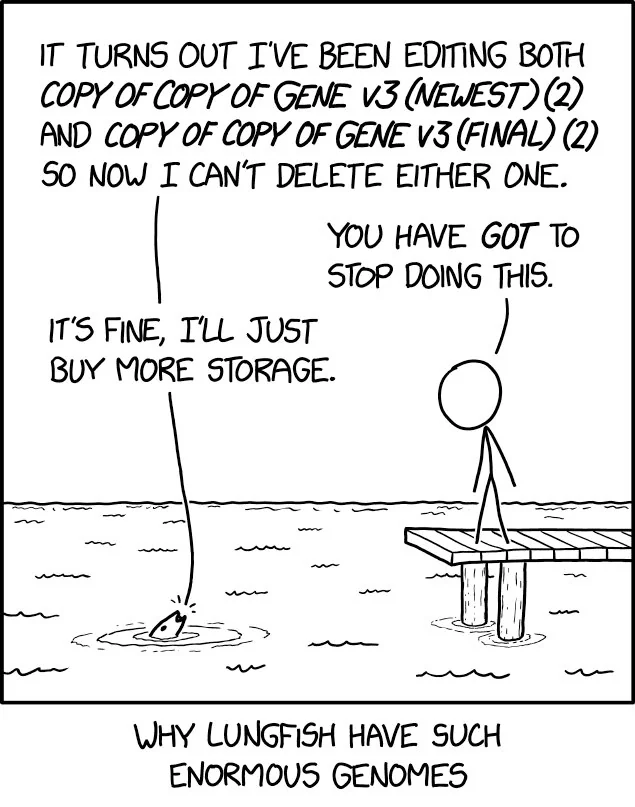 IT TURNS OUT I'VE BEEN EDITING BOTH
COPY OF COPY OF GENE V3 (NEWEST) (2)
AND COPY OF COPY OF GENE V3 (FINAL) (2)
SO NOW I CAN'T DELETE EITHER ONE.
YOU HAVE GOT TO
STOP DOING THIS.
IT'S FINE, I'LL JUST
BUY MORE STORAGE.
WHY LUNGFISH HAVE SUCH
ENORMOUS GENOMES